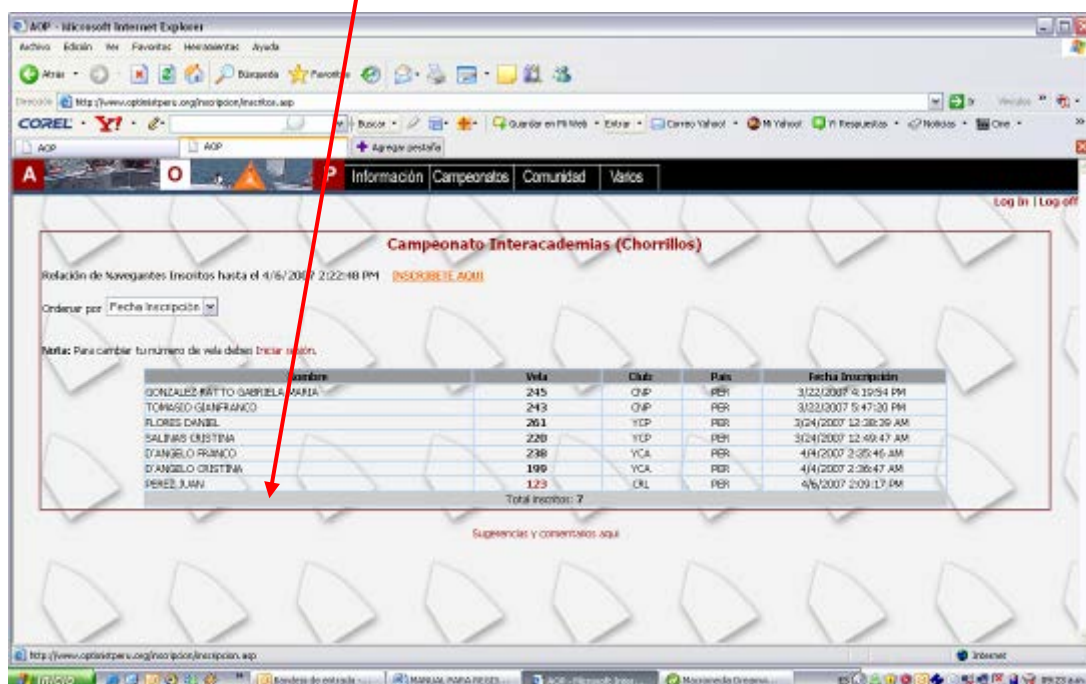 AOP - Microsoft Internet Explorer
Archivo Edición Ver Favoritos Herramientas Ayuda
Atrás Búsqueda Favoritos
Dirección http://www.optimistperu.org/inscripcion/inscritos.asp Ir Vínculos »
COREL Y! Buscar Guardar en Mi Web Extras Correo Yahoo! Mi Yahoo! Y! Respuestas Noticias Cine »
AOP AOP Agregar pestaña
A O P Información Campeonatos Comunidad Varios
Log In | Log off
Campeonato Interacademias (Chorrillos)
Relación de Navegantes Inscritos hasta el 4/6/2007 2:22:48 PM INSCRIBETE AQUI
Ordenar por Fecha Inscripción
Nota: Para cambiar tu número de vela debes Iniciar sesión.
Nombre Vela Club País Fecha Inscripción
GONZALEZ RATTO GABRIELA MARIA 245 CNP PER 3/22/2007 4:19:54 PM
TOMASIO GIANFRANCO 243 CNP PER 3/22/2007 5:47:20 PM
FLORES DANIEL 261 YCP PER 3/24/2007 12:38:39 AM
SALINAS CRISTINA 220 YCP PER 3/24/2007 12:49:47 AM
D'ANGELO FRANCO 238 YCA PER 4/4/2007 2:35:46 AM
D'ANGELO CRISTINA 199 YCA PER 4/4/2007 2:36:47 AM
PEREZ JUAN 123 CRL PER 4/6/2007 2:09:17 PM
Total inscritos: 7
Sugerencias y comentarios aqui
http://www.optimistperu.org/inscripcion/inscripcion.asp Internet
Inicio » Bandeja de entrada - ... MANUAL PARA ... AOP - Microsoft Inter... Macromedia Dreamw... ES